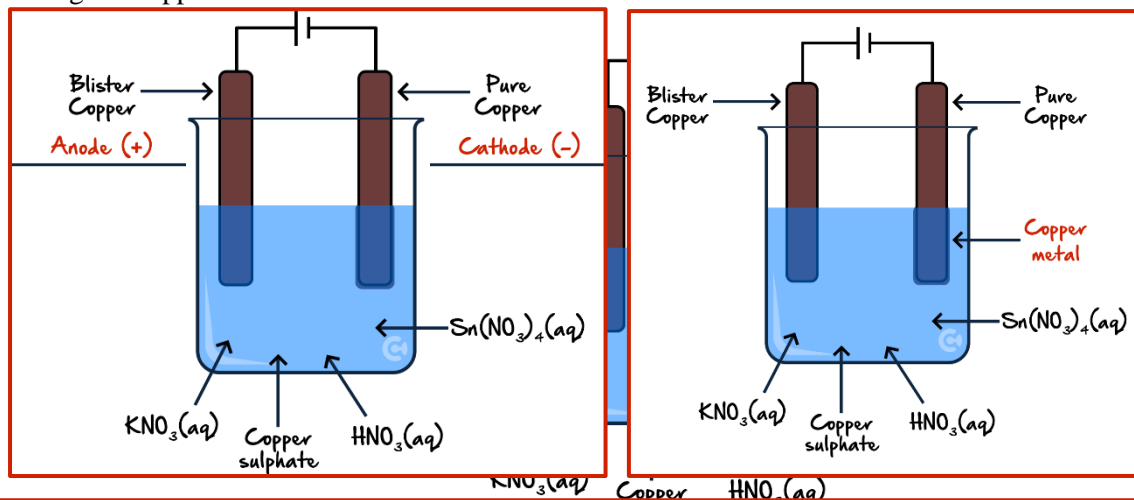 Blister
Copper
Pure
Copper
Anode (+)
Cathode (-)
Sn(NO₃)₄(aq)
KNO₃(aq)
Copper
sulphate
HNO₃(aq)
Blister
Copper
Pure
Copper
Copper
metal
Sn(NO₃)₄(aq)
KNO₃(aq)
Copper
sulphate
HNO₃(aq)
KNO₃(aq)
Copper
HNO₃(aq)